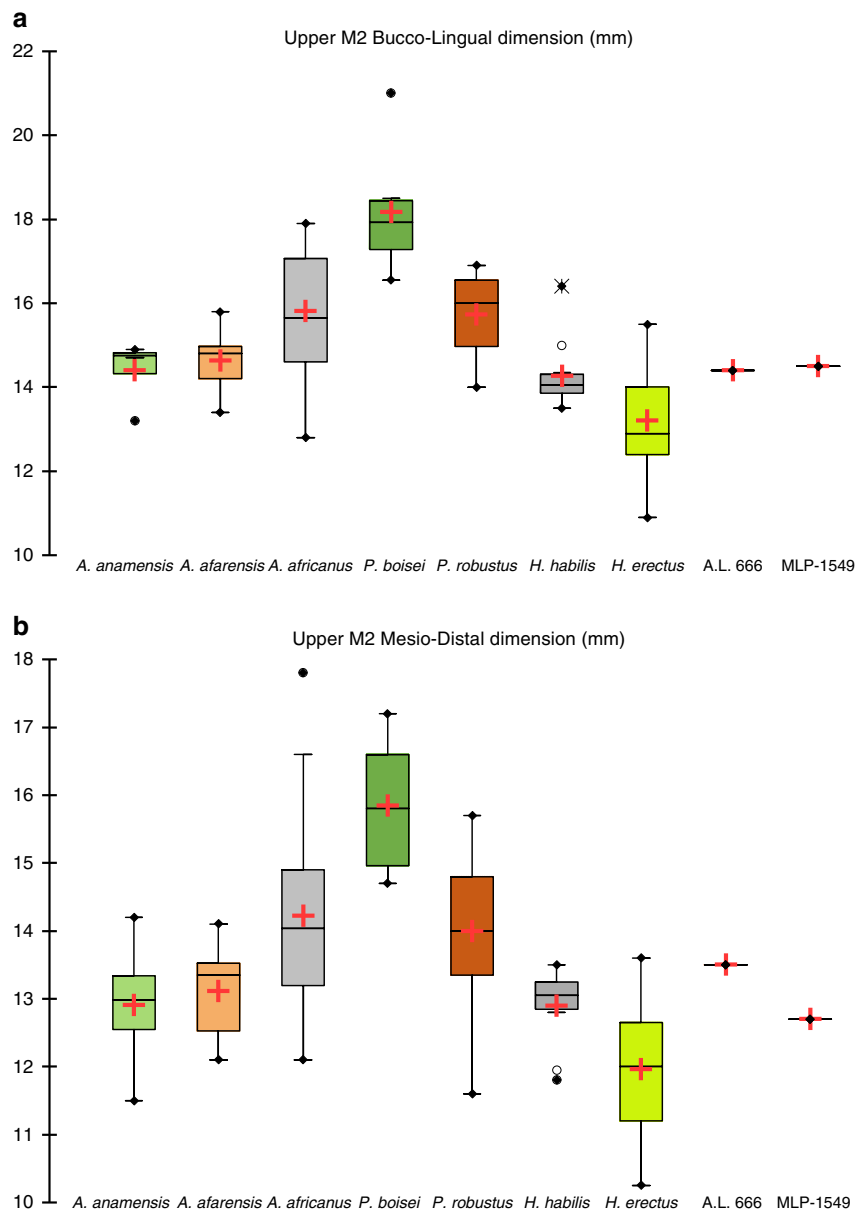 a
Upper M2 Bucco-Lingual dimension (mm)
22
20
18
16
14
12
10
A. anamensis A. afarensis A. africanus P. boisei P. robustus H. habilis H. erectus A.L. 666 MLP-1549
b
Upper M2 Mesio-Distal dimension (mm)
18
17
16
15
14
13
12
11
10
A. anamensis A. afarensis A. africanus P. boisei P. robustus H. habilis H. erectus A.L. 666 MLP-1549